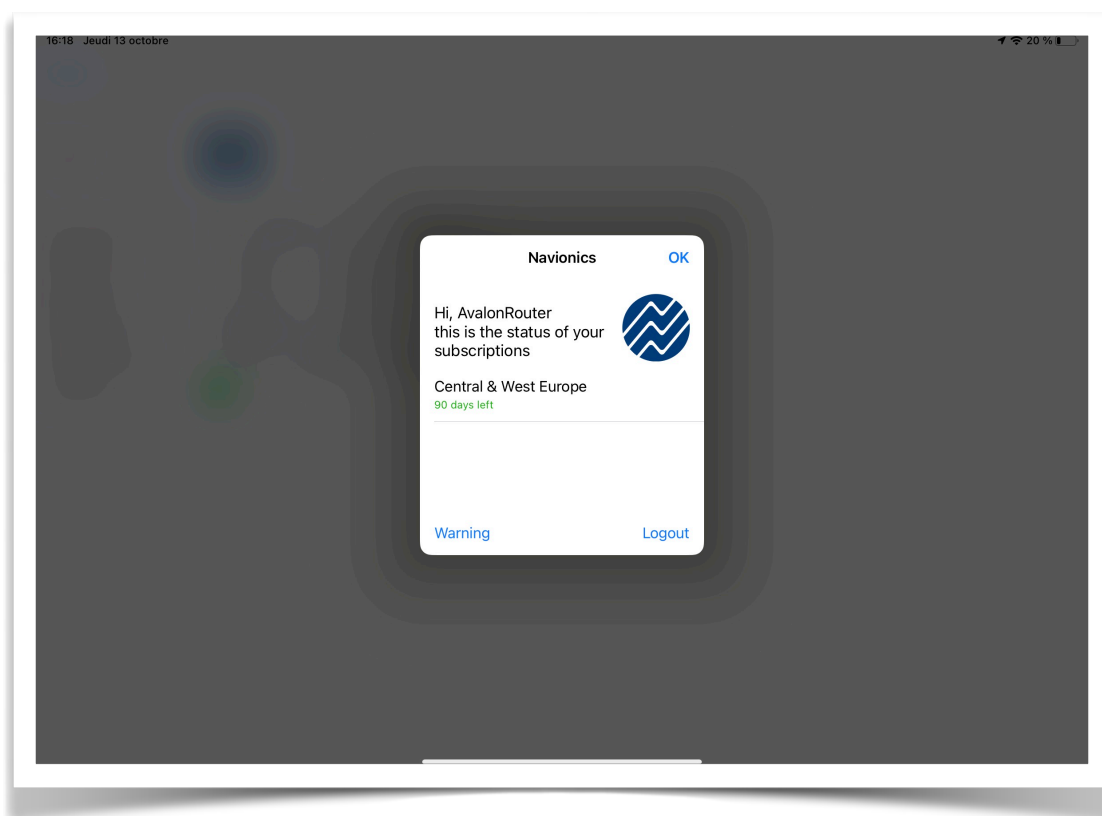 16:18 Jeudi 13 octobre
20 %
Navionics
OK
Hi, AvalonRouter
this is the status of your
subscriptions
Central & West Europe
90 days left
Warning
Logout